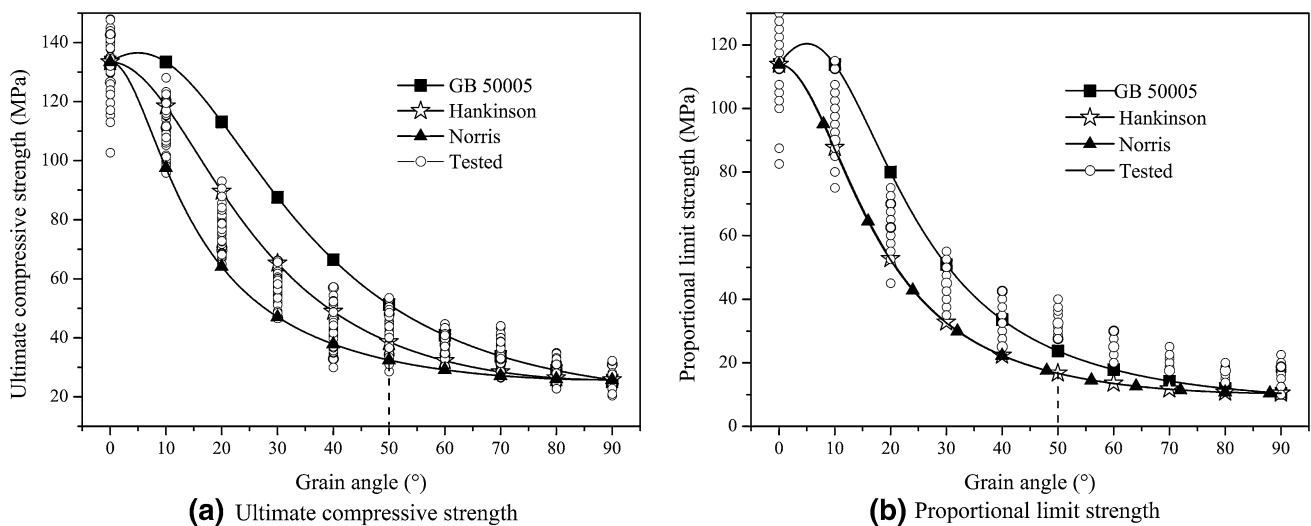 Ultimate compressive strength (MPa)
160
140
120
100
80
60
40
20
GB 50005
Hankinson
Norris
Tested
0 10 20 30 40 50 60 70 80 90
Grain angle (°)
(a) Ultimate compressive strength
Proportional limit strength (MPa)
120
100
80
60
40
20
0
GB 50005
Hankinson
Norris
Tested
0 10 20 30 40 50 60 70 80 90
Grain angle (°)
(b) Proportional limit strength